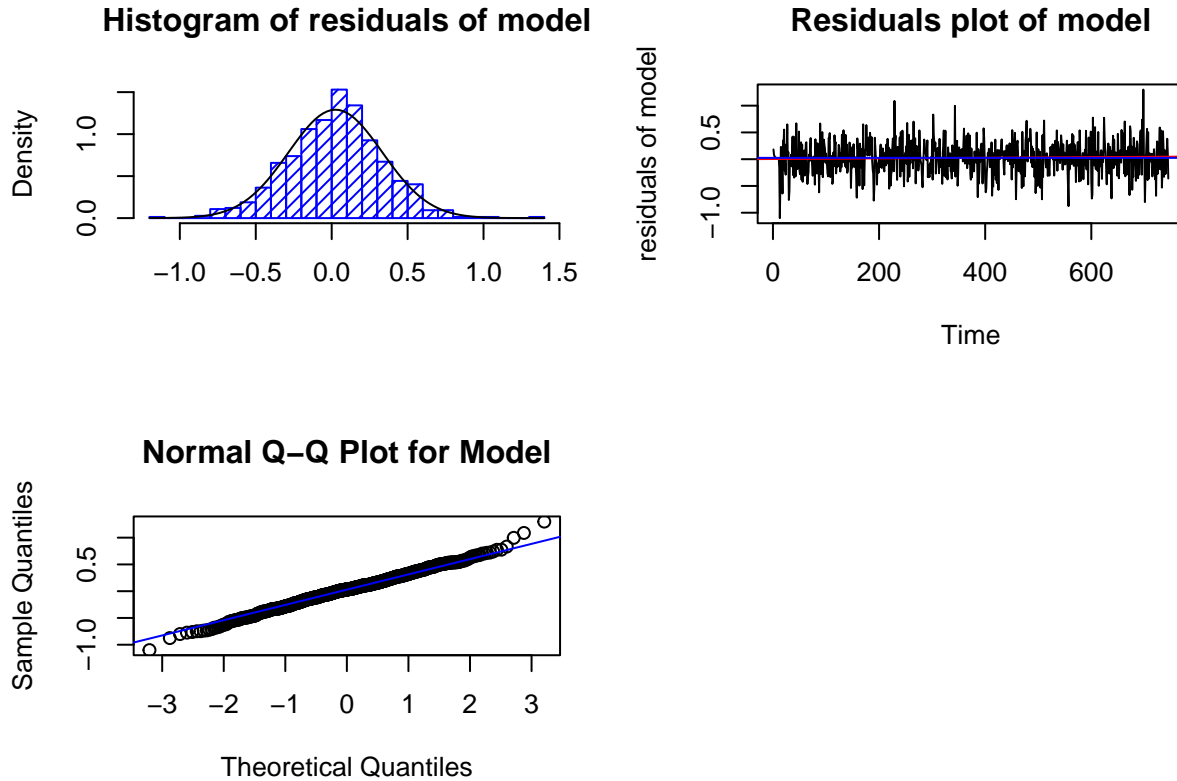 Histogram of residuals of model
Density
0.0 1.0
−1.0 −0.5 0.0 0.5 1.0 1.5
Residuals plot of model
residuals of model
−1.0 0.5
0 200 400 600
Time
Normal Q−Q Plot for Model
Sample Quantiles
−1.0 0.5
−3 −2 −1 0 1 2 3
Theoretical Quantiles